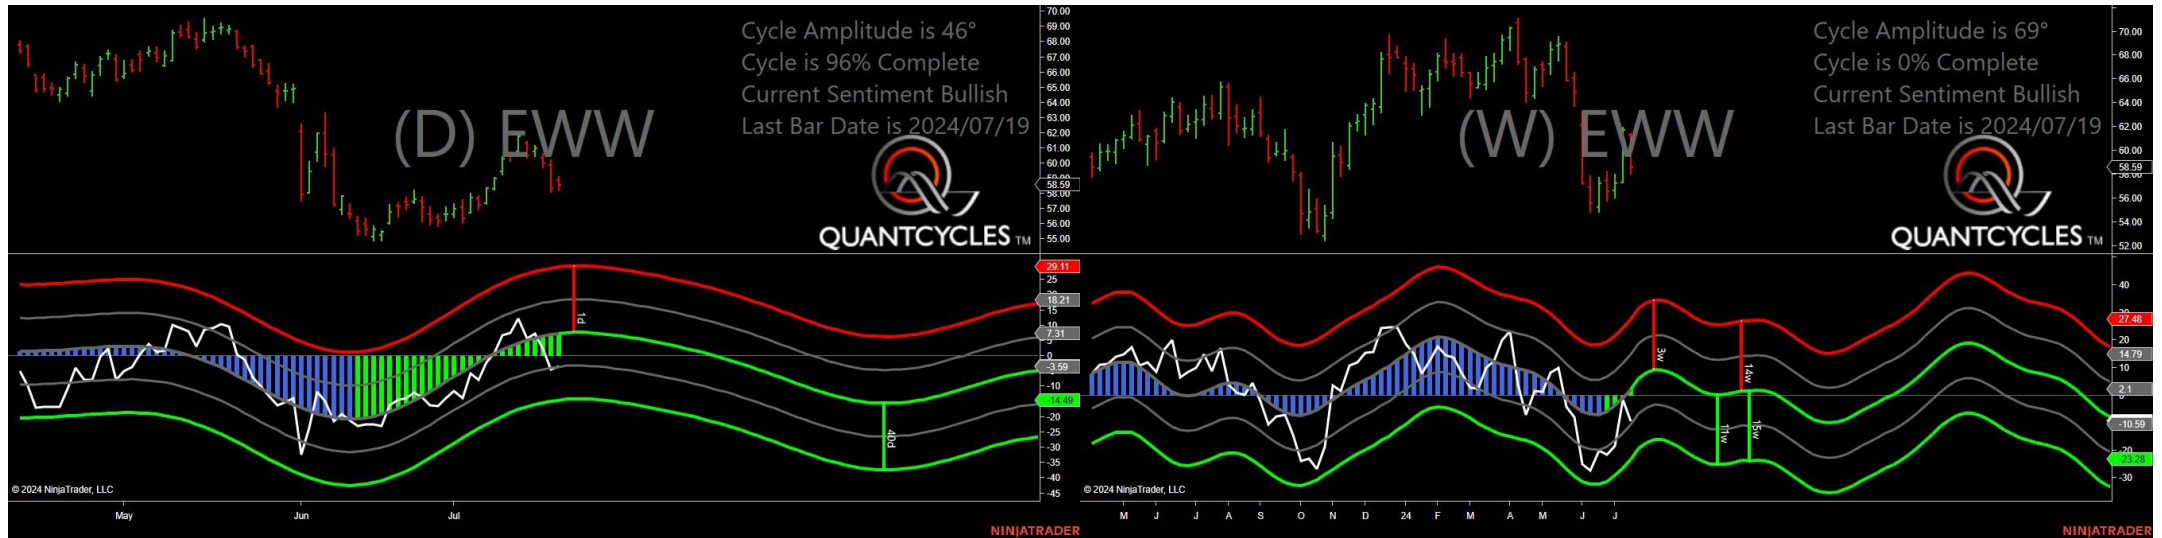 Cycle Amplitude is 46°
Cycle is 96% Complete
Current Sentiment Bullish
Last Bar Date is 2024/07/19
(D) EWW
QUANTCYCLES TM
70.00
69.00
68.00
67.00
66.00
65.00
64.00
63.00
62.00
61.00
60.00
58.59
58.00
57.00
56.00
55.00
29.11
25
18.21
15
10
7.31
0
-3.59
-10
-14.49
-20
-25
-30
-35
-40
-45
1d
40d
© 2024 NinjaTrader, LLC
May
Jun
Jul
NINJATRADER
Cycle Amplitude is 69°
Cycle is 0% Complete
Current Sentiment Bullish
Last Bar Date is 2024/07/19
(W) EWW
QUANTCYCLES TM
70.00
68.00
66.00
64.00
62.00
60.00
58.59
56.00
54.00
52.00
40
27.48
20
14.79
10
2.1
-10.59
-23.28
-30
3w
14w
11w
15w
© 2024 NinjaTrader, LLC
M J J A S O N D 24 F M A M J J
NINJATRADER